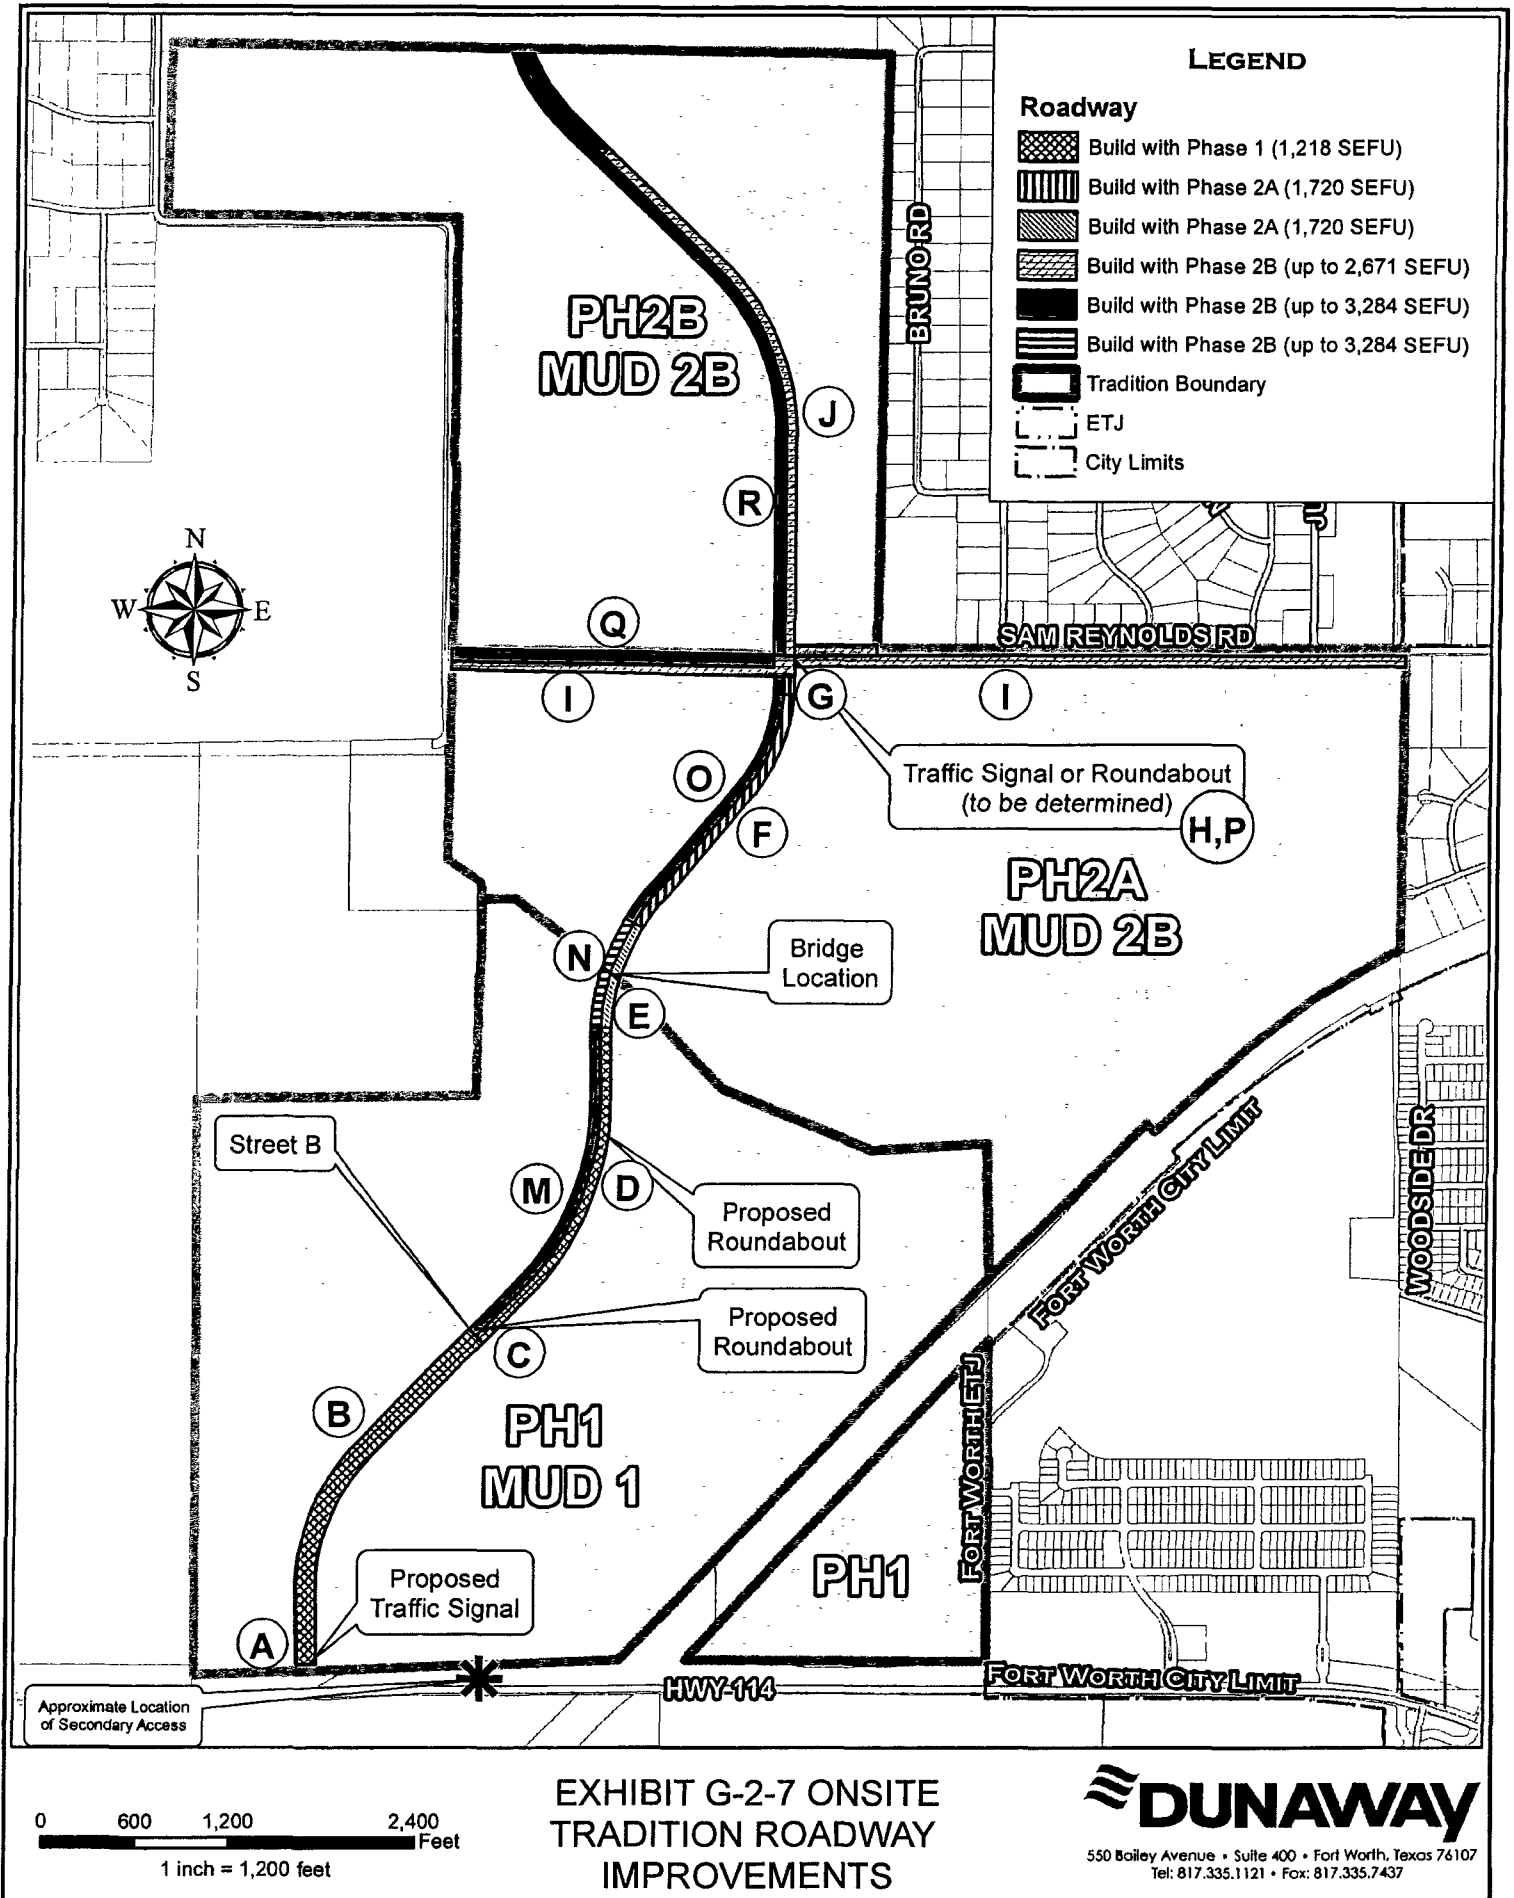 LEGEND
Roadway
Build with Phase 1 (1,218 SEFU)
Build with Phase 2A (1,720 SEFU)
Build with Phase 2A (1,720 SEFU)
Build with Phase 2B (up to 2,671 SEFU)
Build with Phase 2B (up to 3,284 SEFU)
Build with Phase 2B (up to 3,284 SEFU)
Tradition Boundary
ETJ
City Limits
BRUNO RD
PH2B
MUD 2B
J
R
N
W
E
S
Q
SAM REYNOLDS RD
I
G
I
O
F
Traffic Signal or Roundabout
(to be determined)
H,P
PH2A
MUD 2B
N
Bridge
Location
E
Street B
M
D
Proposed
Roundabout
Proposed
Roundabout
C
B
FORT WORTH CITY LIMIT
WOODSIDE DR
PH1
MUD 1
FORT WORTH ETJ
PH1
Proposed
Traffic Signal
A
Approximate Location
of Secondary Access
HWY 114
FORT WORTH CITY LIMIT
0 600 1,200 2,400
Feet
1 inch = 1,200 feet
EXHIBIT G-2-7 ONSITE
TRADITION ROADWAY
IMPROVEMENTS
DUNAWAY
550 Bailey Avenue • Suite 400 • Fort Worth, Texas 76107
Tel: 817.335.1121 • Fax: 817.335.7437